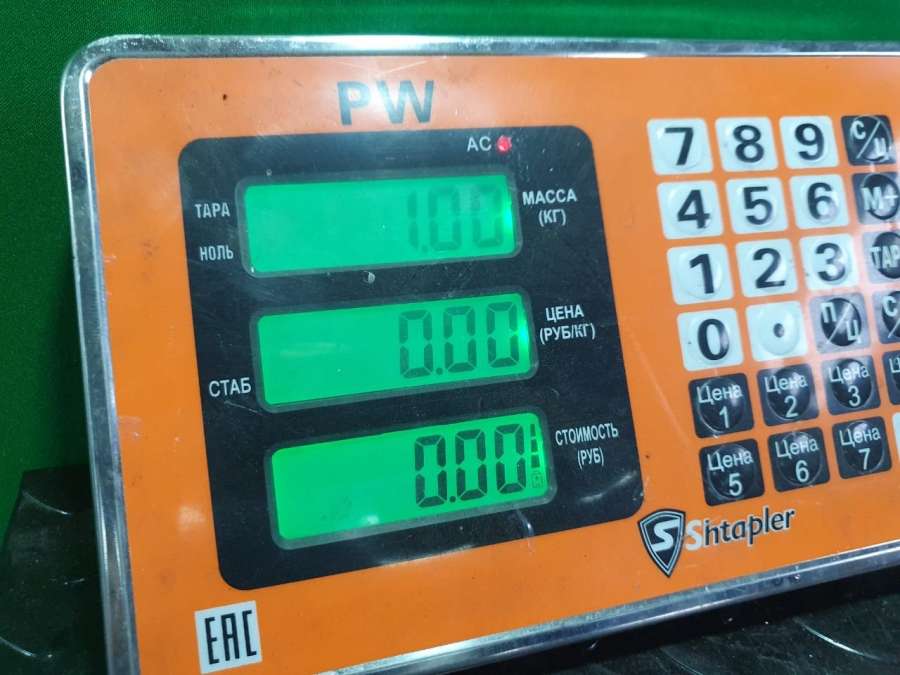 PW
AC
ТАРА
НОЛЬ
1.00
МАССА
(КГ)
СТАБ
0.00
ЦЕНА
(РУБ/КГ)
0.00
СТОИМОСТЬ
(РУБ)
7 8 9 С/Ц
4 5 6 М+
1 2 3 ТАР
0 . П/Ц С
Цена 1 Цена 2 Цена 3 Ц
Цена 5 Цена 6 Цена 7
S Shtapler
EAC